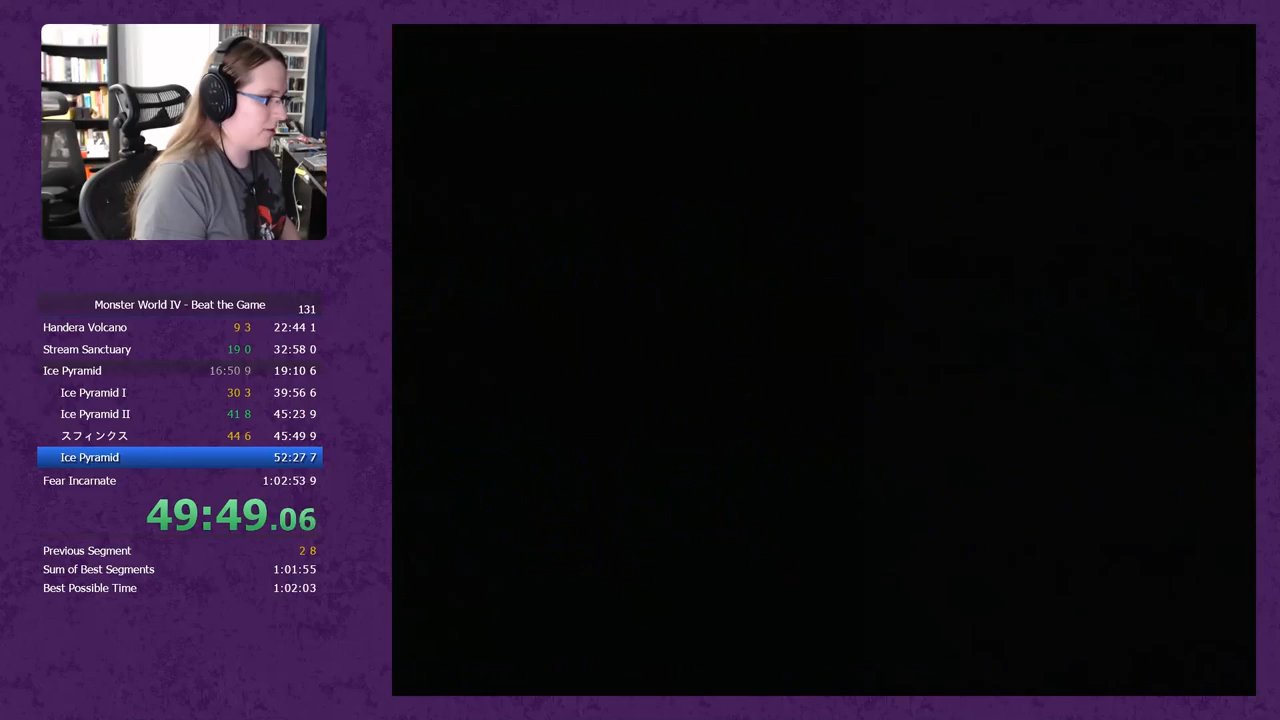 Monster World IV - Beat the Game
131
Handera Volcano 9 3 22:44 1
Stream Sanctuary 19 0 32:58 0
Ice Pyramid 16:50 9 19:10 6
Ice Pyramid I 30 3 39:56 6
Ice Pyramid II 41 8 45:23 9
スフィンクス 44 6 45:49 9
Ice Pyramid 52:27 7
Fear Incarnate 1:02:53 9
49:49.06
Previous Segment 2 8
Sum of Best Segments 1:01:55
Best Possible Time 1:02:03